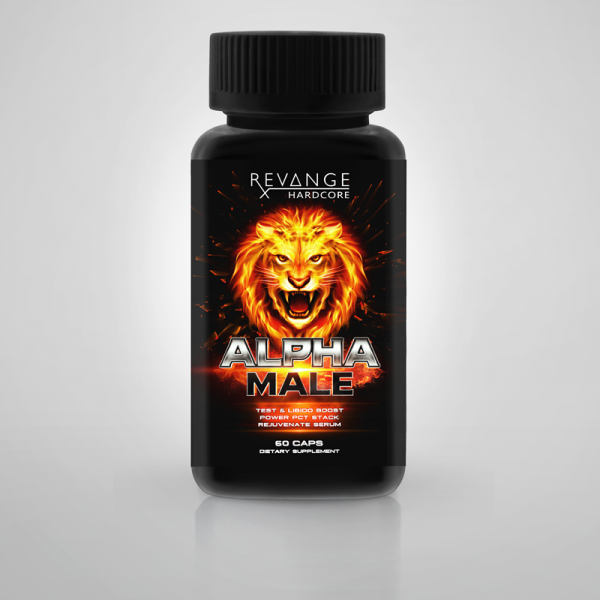 REVANGE
HARDCORE
ALPHA
MALE
TEST & LIBIDO BOOST
POWER PCT STACK
REJUVENATE SERUM
60 CAPS
DIETARY SUPPLEMENT